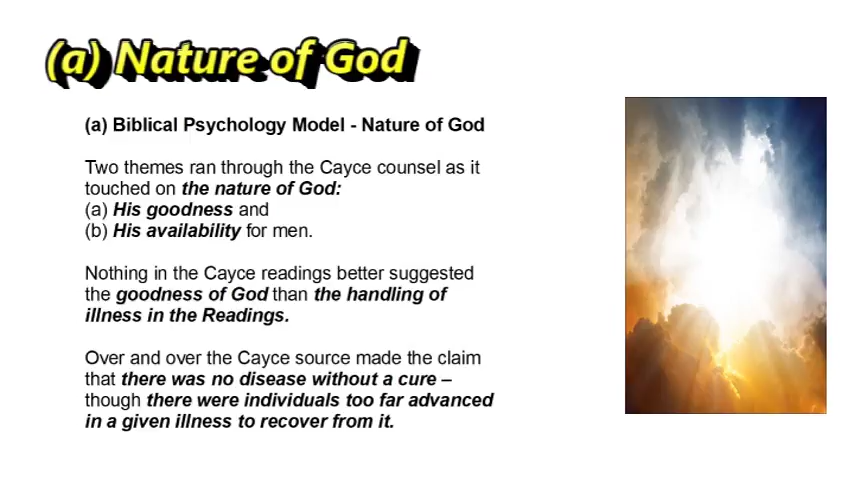 (a) Nature of God
(a) Biblical Psychology Model - Nature of God
Two themes ran through the Cayce counsel as it
touched on the nature of God:
(a) His goodness and
(b) His availability for men.
Nothing in the Cayce readings better suggested
the goodness of God than the handling of
illness in the Readings.
Over and over the Cayce source made the claim
that there was no disease without a cure –
though there were individuals too far advanced
in a given illness to recover from it.